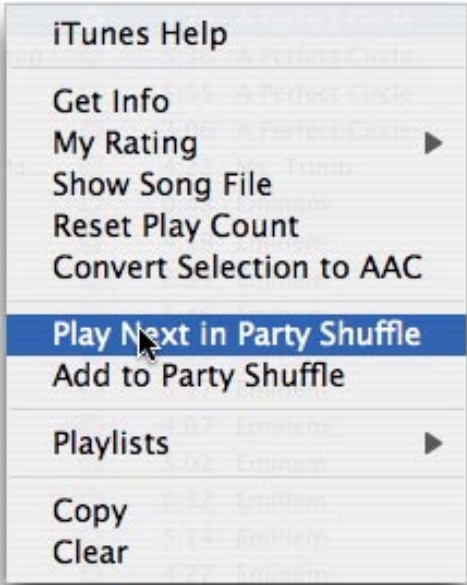 iTunes Help
Get Info
My Rating
Show Song File
Reset Play Count
Convert Selection to AAC
Play Next in Party Shuffle
Add to Party Shuffle
Playlists
Copy
Clear